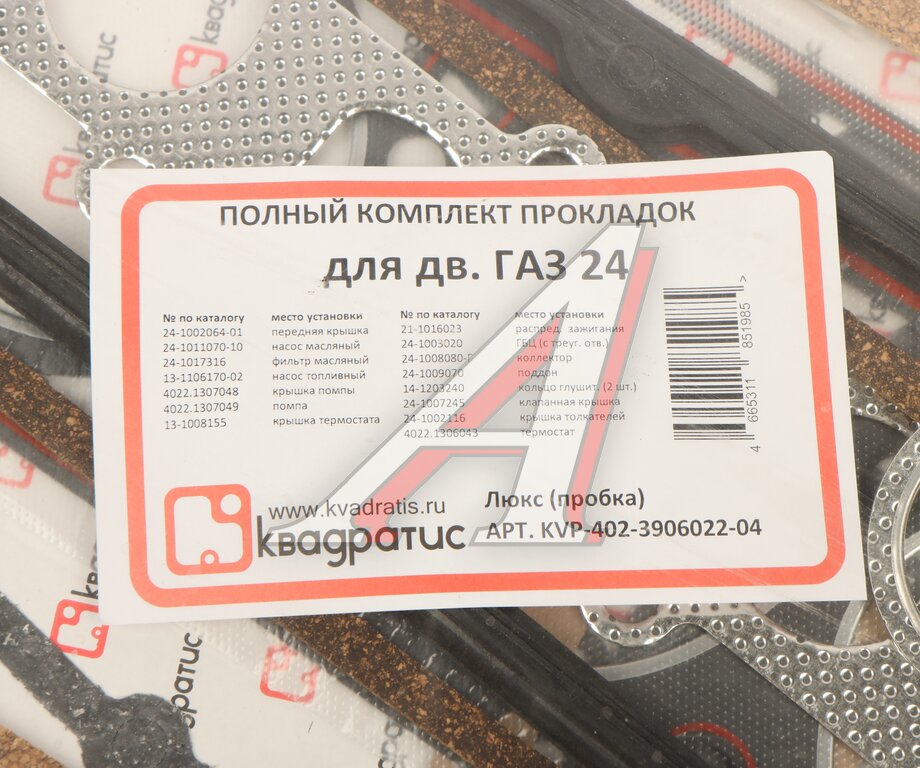 ПОЛНЫЙ КОМПЛЕКТ ПРОКЛАДОК
для дв. ГАЗ 24
№ по каталогу место установки № по каталогу место установки
24-1002064-01 передняя крышка 21-1016023 распред. зажигания
24-1011070-10 насос масляный 24-1003020 ГБЦ (с треуг. отв.)
24-1017316 фильтр масляный 24-1008080- коллектор
13-1106170-02 насос топливный 24-1009070 поддон
4022.1307048 крышка помпы 14-1203240 кольцо глушит. (2 шт.)
4022.1307049 помпа 24-1007245 клапанная крышка
13-1008155 крышка термостата 24-1002116 крышка толкателей
4022.1306043 термостат
4 665311 851985 >
www.kvadratis.ru
квадратис
Люкс (пробка)
АРТ. KVP-402-3906022-04